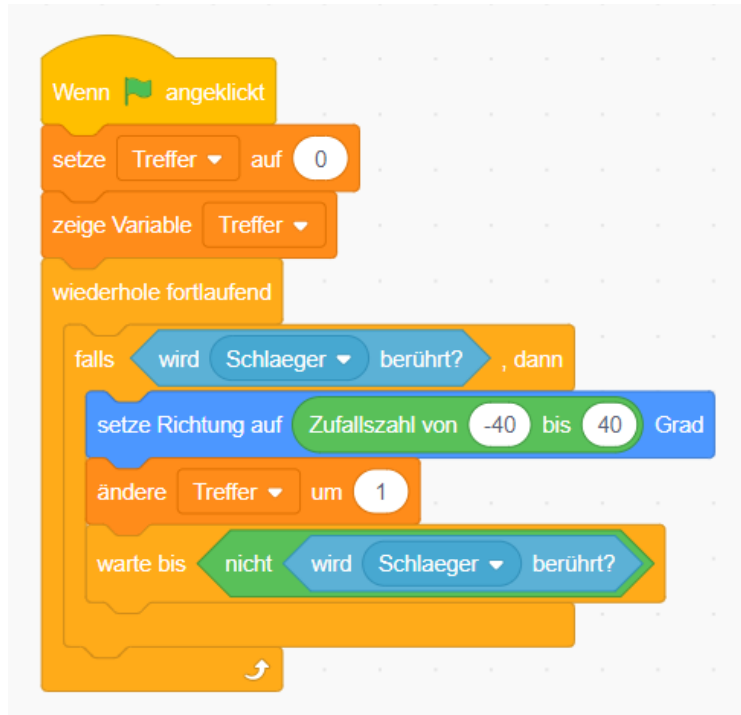 Wenn angeklickt
setze Treffer auf 0
zeige Variable Treffer
wiederhole fortlaufend
falls wird Schlaeger berührt? , dann
setze Richtung auf Zufallszahl von -40 bis 40 Grad
ändere Treffer um 1
warte bis nicht wird Schlaeger berührt?